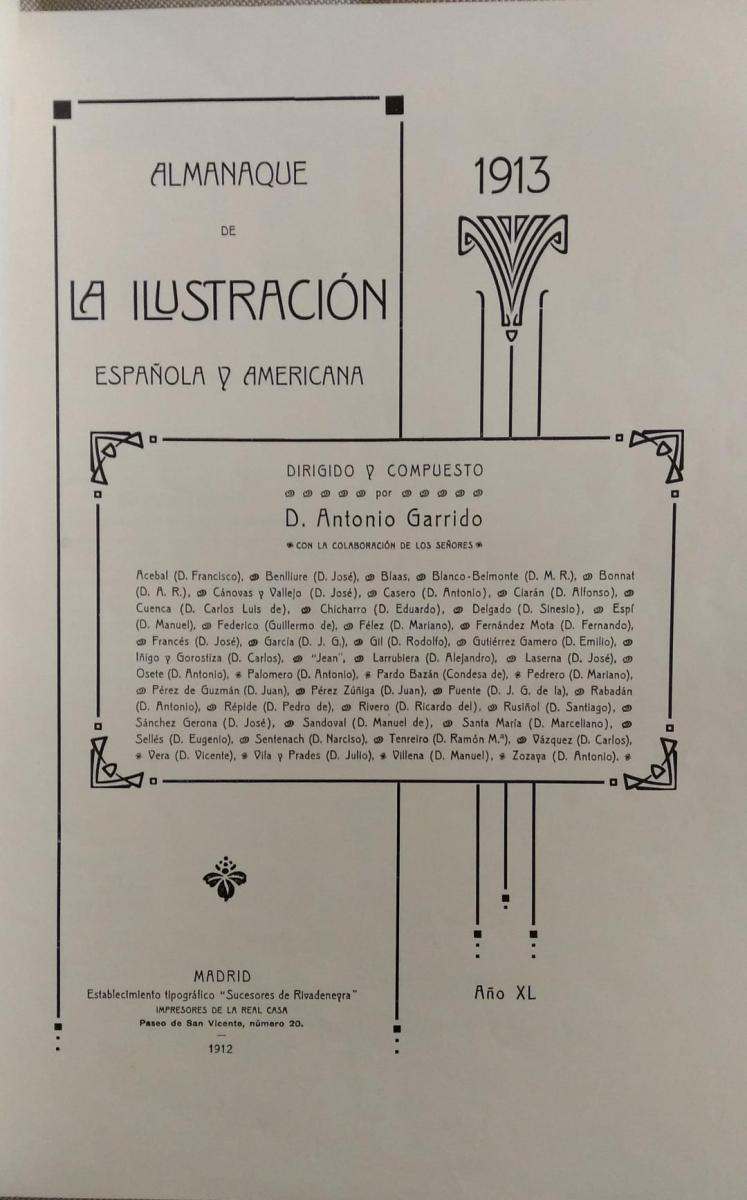 ALMANAQUE
DE
LA ILUSTRACIÓN
ESPAÑOLA Y AMERICANA
1913
DIRIGIDO Y COMPUESTO
por
D. Antonio Garrido
CON LA COLABORACIÓN DE LOS SEÑORES
Acebal (D. Francisco), Benlliure (D. José), Blaas, Blanco-Belmonte (D. M. R.), Bonnat
(D. A. R.), Cánovas y Vallejo (D. José), Casero (D. Antonio), Ciarán (D. Alfonso),
Cuenca (D. Carlos Luis de), Chicharro (D. Eduardo), Delgado (D. Sinesio), Espí
(D. Manuel), Federico (Guillermo de), Félez (D. Mariano), Fernández Mota (D. Fernando),
Francés (D. José), García (D. J. G.), Gil (D. Rodolfo), Gutiérrez Gamero (D. Emilio),
Iñigo y Gorostiza (D. Carlos), "Jean", Larrubiera (D. Alejandro), Laserna (D. José),
Osete (D. Antonio), Palomero (D. Antonio), Pardo Bazán (Condesa de), Pedrero (D. Mariano),
Pérez de Guzmán (D. Juan), Pérez Zúñiga (D. Juan), Puente (D. J. G. de la), Rabadán
(D. Antonio), Répide (D. Pedro de), Rivero (D. Ricardo del), Rusiñol (D. Santiago),
Sánchez Gerona (D. José), Sandoval (D. Manuel de), Santa María (D. Marceliano),
Sellés (D. Eugenio), Sentenach (D. Narciso), Tenreiro (D. Ramón M.ª), Vázquez (D. Carlos),
Vera (D. Vicente), Vila y Prades (D. Julio), Villena (D. Manuel), Zozaya (D. Antonio).
MADRID
Establecimiento tipográfico "Sucesores de Rivadeneyra"
IMPRESORES DE LA REAL CASA
Paseo de San Vicente, número 20.
1912
Año XL